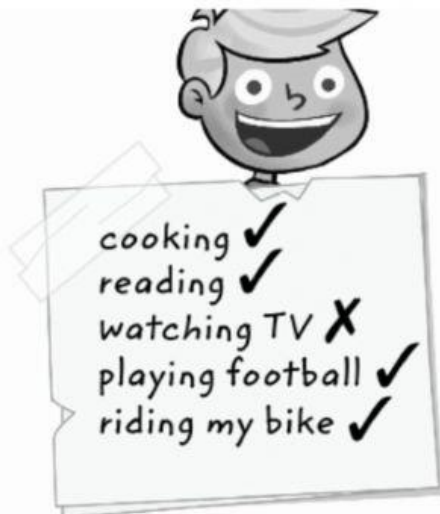 cooking ✓
reading ✓
watching TV ✗
playing football ✓
riding my bike ✓